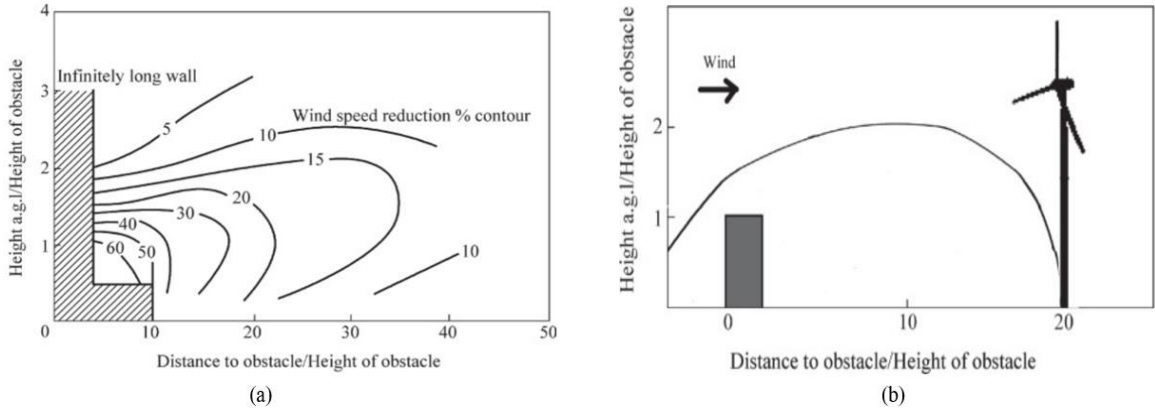 4
3
2
1
0
10
20
30
40
50
Height a.g.l/Height of obstacle
Infinitely long wall
Wind speed reduction % contour
5
10
15
20
30
40
50
60
10
Distance to obstacle/Height of obstacle
(a)
Height a.g.l/Height of obstacle
2
1
Wind
0
10
20
Distance to obstacle/Height of obstacle
(b)